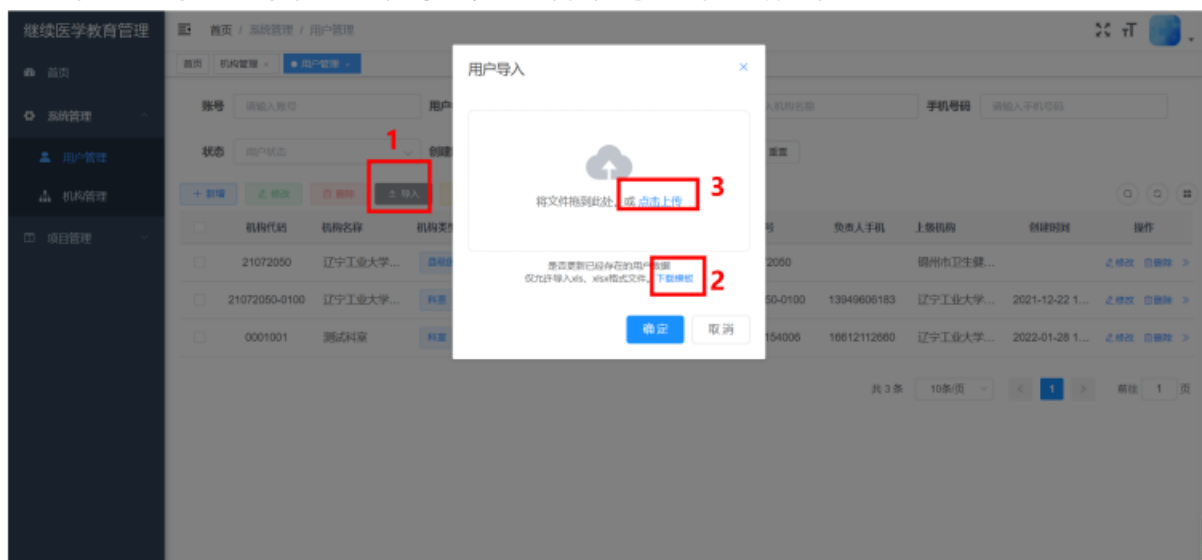 继续医学教育管理
首页 / 系统管理 / 用户管理
首页
机构管理
用户管理
首页
系统管理
用户管理
机构管理
项目管理
账号 请输入账号
手机号码 请输入手机号码
状态 用户状态
重置
1
+ 新增
修改
删除
导入
用户导入
将文件拖到此处，或 点击上传
3
是否更新已经存在的用户数据
仅允许导入xls、xlsx格式文件。下载模板
2
确定 取消
机构代码 机构名称 负责人手机 上级机构 创建时间 操作
21072050 辽宁工业大学... 2050 锦州市卫生健... 修改 删除
21072050-0100 辽宁工业大学... 科室 50-0100 13949606183 辽宁工业大学... 2021-12-22 1... 修改 删除
0001001 测试科室 科室 154006 16612112660 辽宁工业大学... 2022-01-28 1... 修改 删除
共 3 条 10条/页 1 前往 1 页